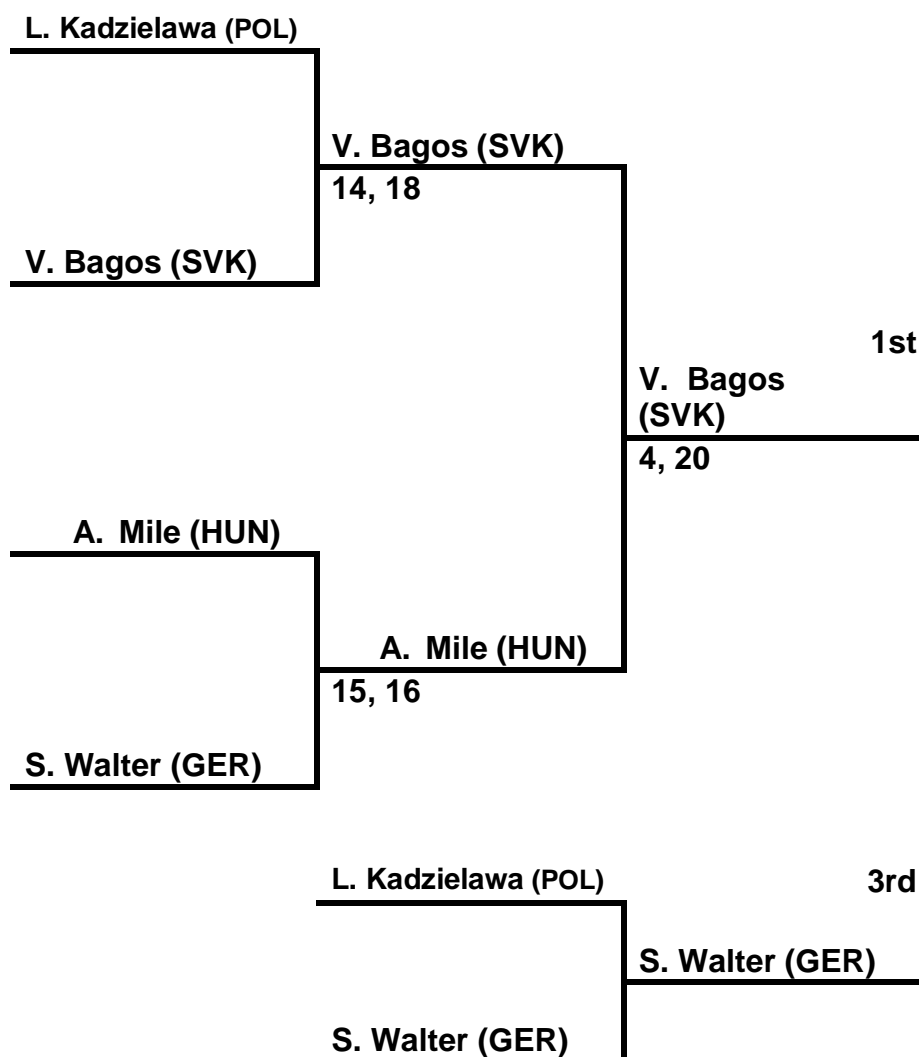 L. Kadzielawa (POL)
V. Bagos (SVK)
14, 18
V. Bagos (SVK)
1st
V. Bagos
(SVK)
4, 20
A. Mile (HUN)
A. Mile (HUN)
15, 16
S. Walter (GER)
L. Kadzielawa (POL)
3rd
S. Walter (GER)
S. Walter (GER)